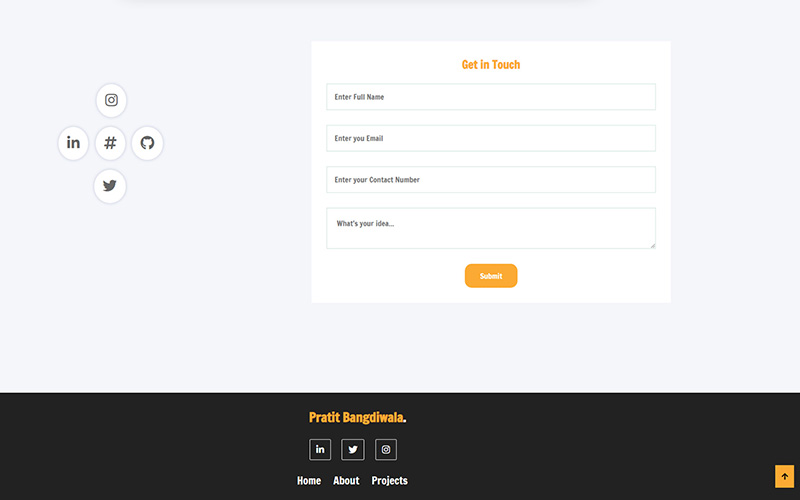 Get in Touch
Enter Full Name
Enter you Email
Enter your Contact Number
What's your idea...
Submit
Pratit Bangdiwala.
Home About Projects